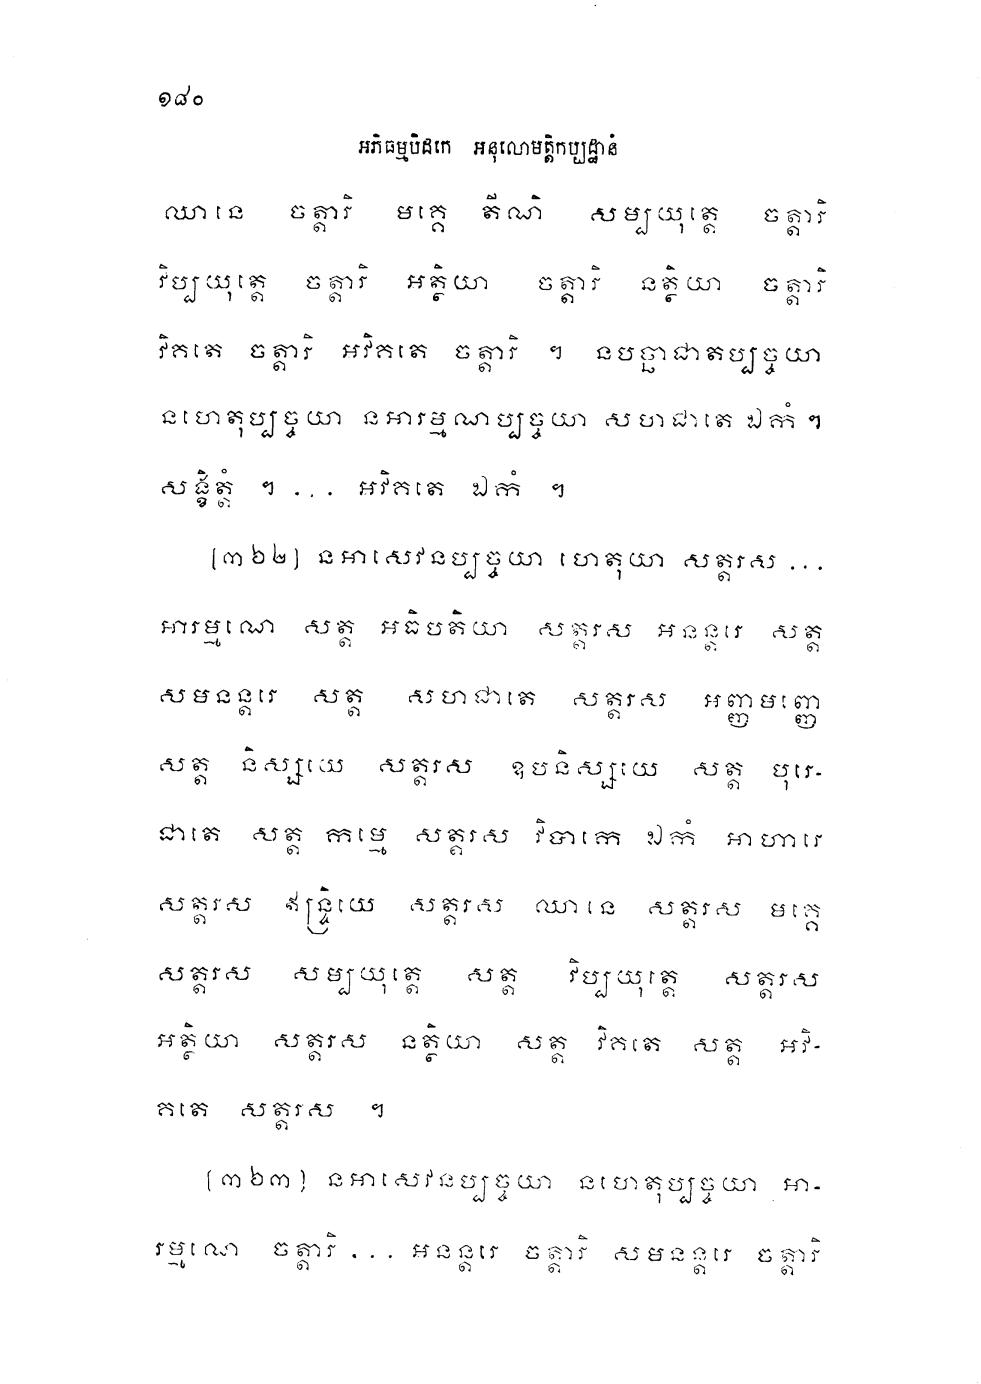 ១៨០
អភិធម្មបិដកេ អនុលោមត្តិកប្បដ្ឋានំ
ឈានេ ចត្តារិ មគ្គេ តីណិ សម្បយុត្តេ ចត្តារិ
វិប្បយុត្តេ ចត្តារិ អត្ថិយា ចត្តារិ នត្ថិយា ចត្តារិ
វិគតេ ចត្តារិ អវិគតេ ចត្តារិ ។ នបច្ឆាជាតប្បច្ចយា
នហេតុប្បច្ចយា នអារម្មណប្បច្ចយា សហជាតេ ឯកំ ។
សង្ខិត្តំ ។ ... អវិគតេ ឯកំ ។
[៣៦២] នអាសេវនប្បច្ចយា ហេតុយា សត្តរស ...
អារម្មណេ សត្ត អធិបតិយា សត្តរស អនន្តរេ សត្ត
សមនន្តរេ សត្ត សហជាតេ សត្តរស អញ្ញមញ្ញេ
សត្ត និស្សយេ សត្តរស ឧបនិស្សយេ សត្ត បុរេ-
ជាតេ សត្ត កម្មេ សត្តរស វិបាកេ ឯកំ អាហារេ
សត្តរស ឥន្ទ្រិយេ សត្តរស ឈានេ សត្តរស មគ្គេ
សត្តរស សម្បយុត្តេ សត្ត វិប្បយុត្តេ សត្តរស
អត្ថិយា សត្តរស នត្ថិយា សត្ត វិគតេ សត្ត អវិ-
គតេ សត្តរស ។
[៣៦៣] នអាសេវនប្បច្ចយា នហេតុប្បច្ចយា អា-
រម្មណេ ចត្តារិ ... អនន្តរេ ចត្តារិ សមនន្តរេ ចត្តារិ